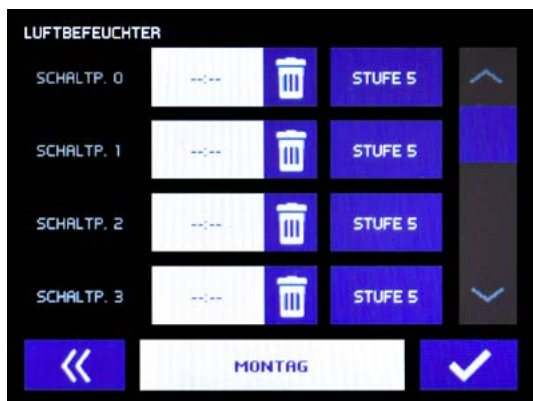 LUFTBEFEUCHTER
SCHALTP. 0 --:-- STUFE 5
SCHALTP. 1 --:-- STUFE 5
SCHALTP. 2 --:-- STUFE 5
SCHALTP. 3 --:-- STUFE 5
MONTAG